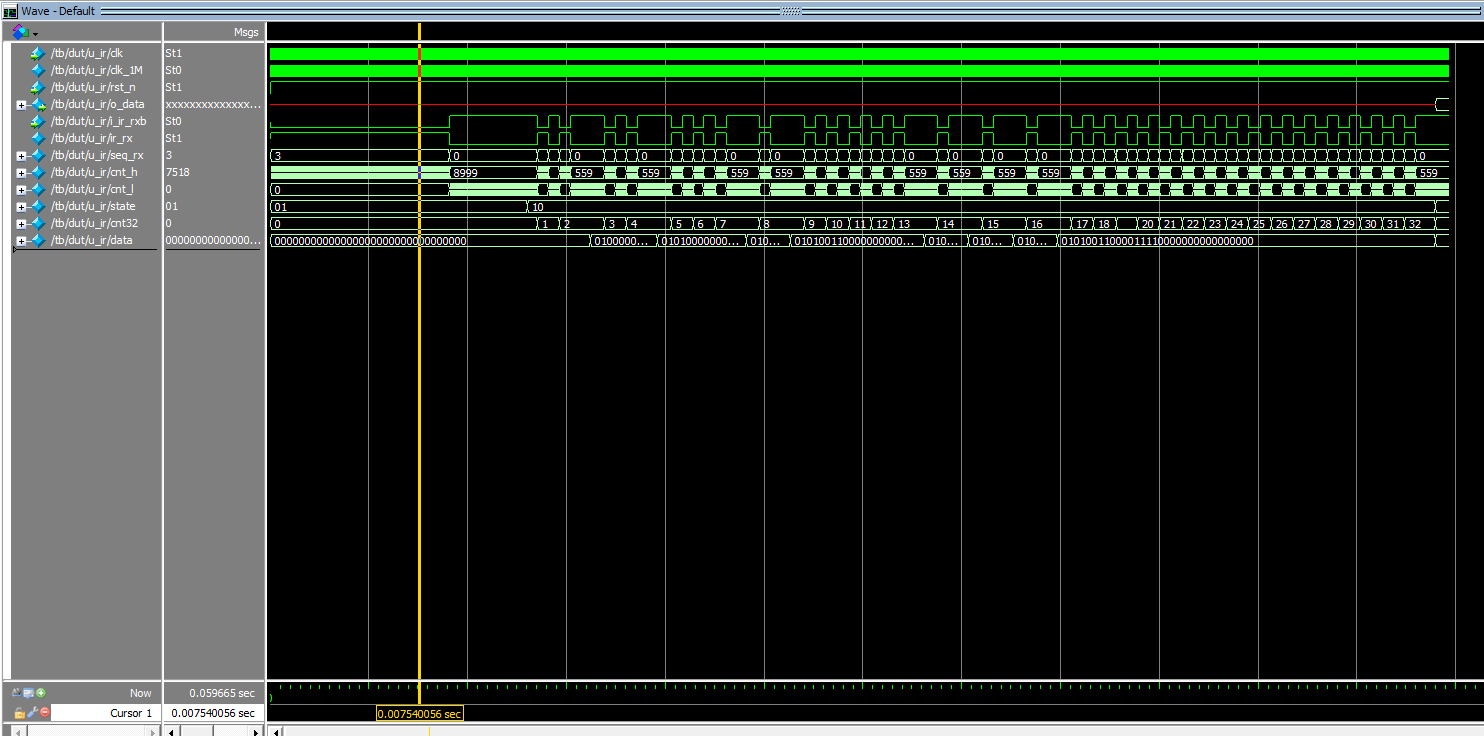 Wave - Default
Msgs
/tb/dut/u_ir/clk St1
/tb/dut/u_ir/clk_1M St0
/tb/dut/u_ir/rst_n St1
/tb/dut/u_ir/o_data xxxxxxxxxxxxxxx...
/tb/dut/u_ir/i_ir_rxb St0
/tb/dut/u_ir/ir_rx St1
/tb/dut/u_ir/seq_rx 3 3 0 0 0 0 0 0 0 0 0 0
/tb/dut/u_ir/cnt_h 7518 8999 559 559 559 559 559 559 559 559 559
/tb/dut/u_ir/cnt_l 0 0
/tb/dut/u_ir/state 01 01 10
/tb/dut/u_ir/cnt32 0 0 1 2 3 4 5 6 7 8 9 10 11 12 13 14 15 16 17 18 20 21 22 23 24 25 26 27 28 29 30 31 32
/tb/dut/u_ir/data 00000000000000... 00000000000000000000000000000000 0100000... 01010000000... 010... 010100110000000000... 010... 010... 010... 01010011000011110000000000000000
Now 0.059665 sec
Cursor 1 0.007540056 sec 0.007540056 sec